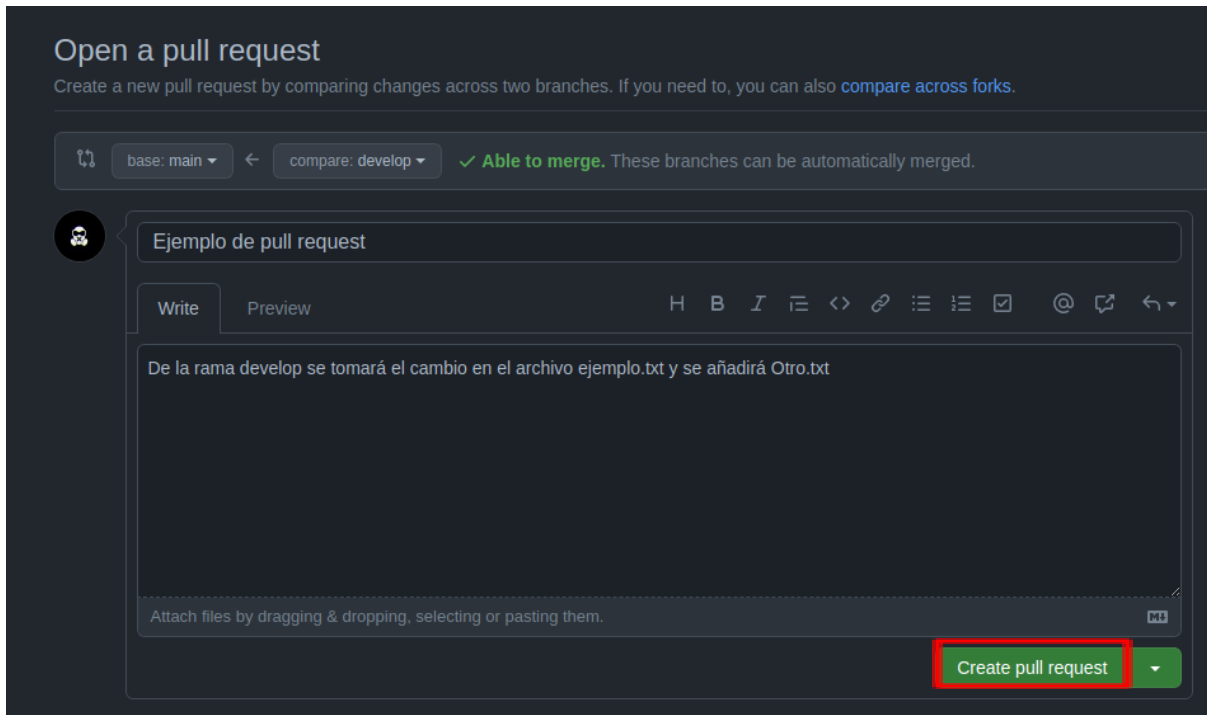 Open a pull request
Create a new pull request by comparing changes across two branches. If you need to, you can also compare across forks.
base: main
compare: develop
Able to merge. These branches can be automatically merged.
Ejemplo de pull request
Write
Preview
De la rama develop se tomará el cambio en el archivo ejemplo.txt y se añadirá Otro.txt
Attach files by dragging & dropping, selecting or pasting them.
Create pull request